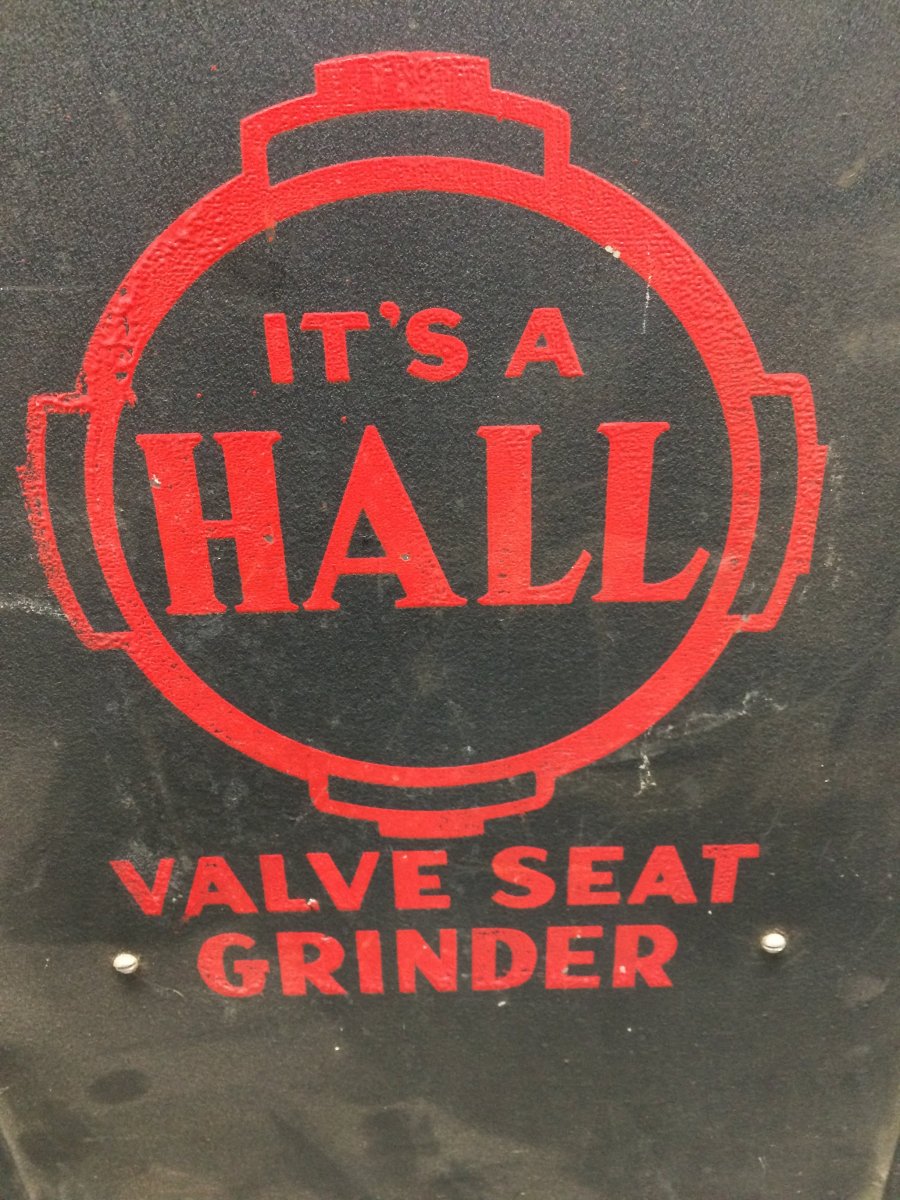 IT'S A
HALL
VALVE SEAT
GRINDER